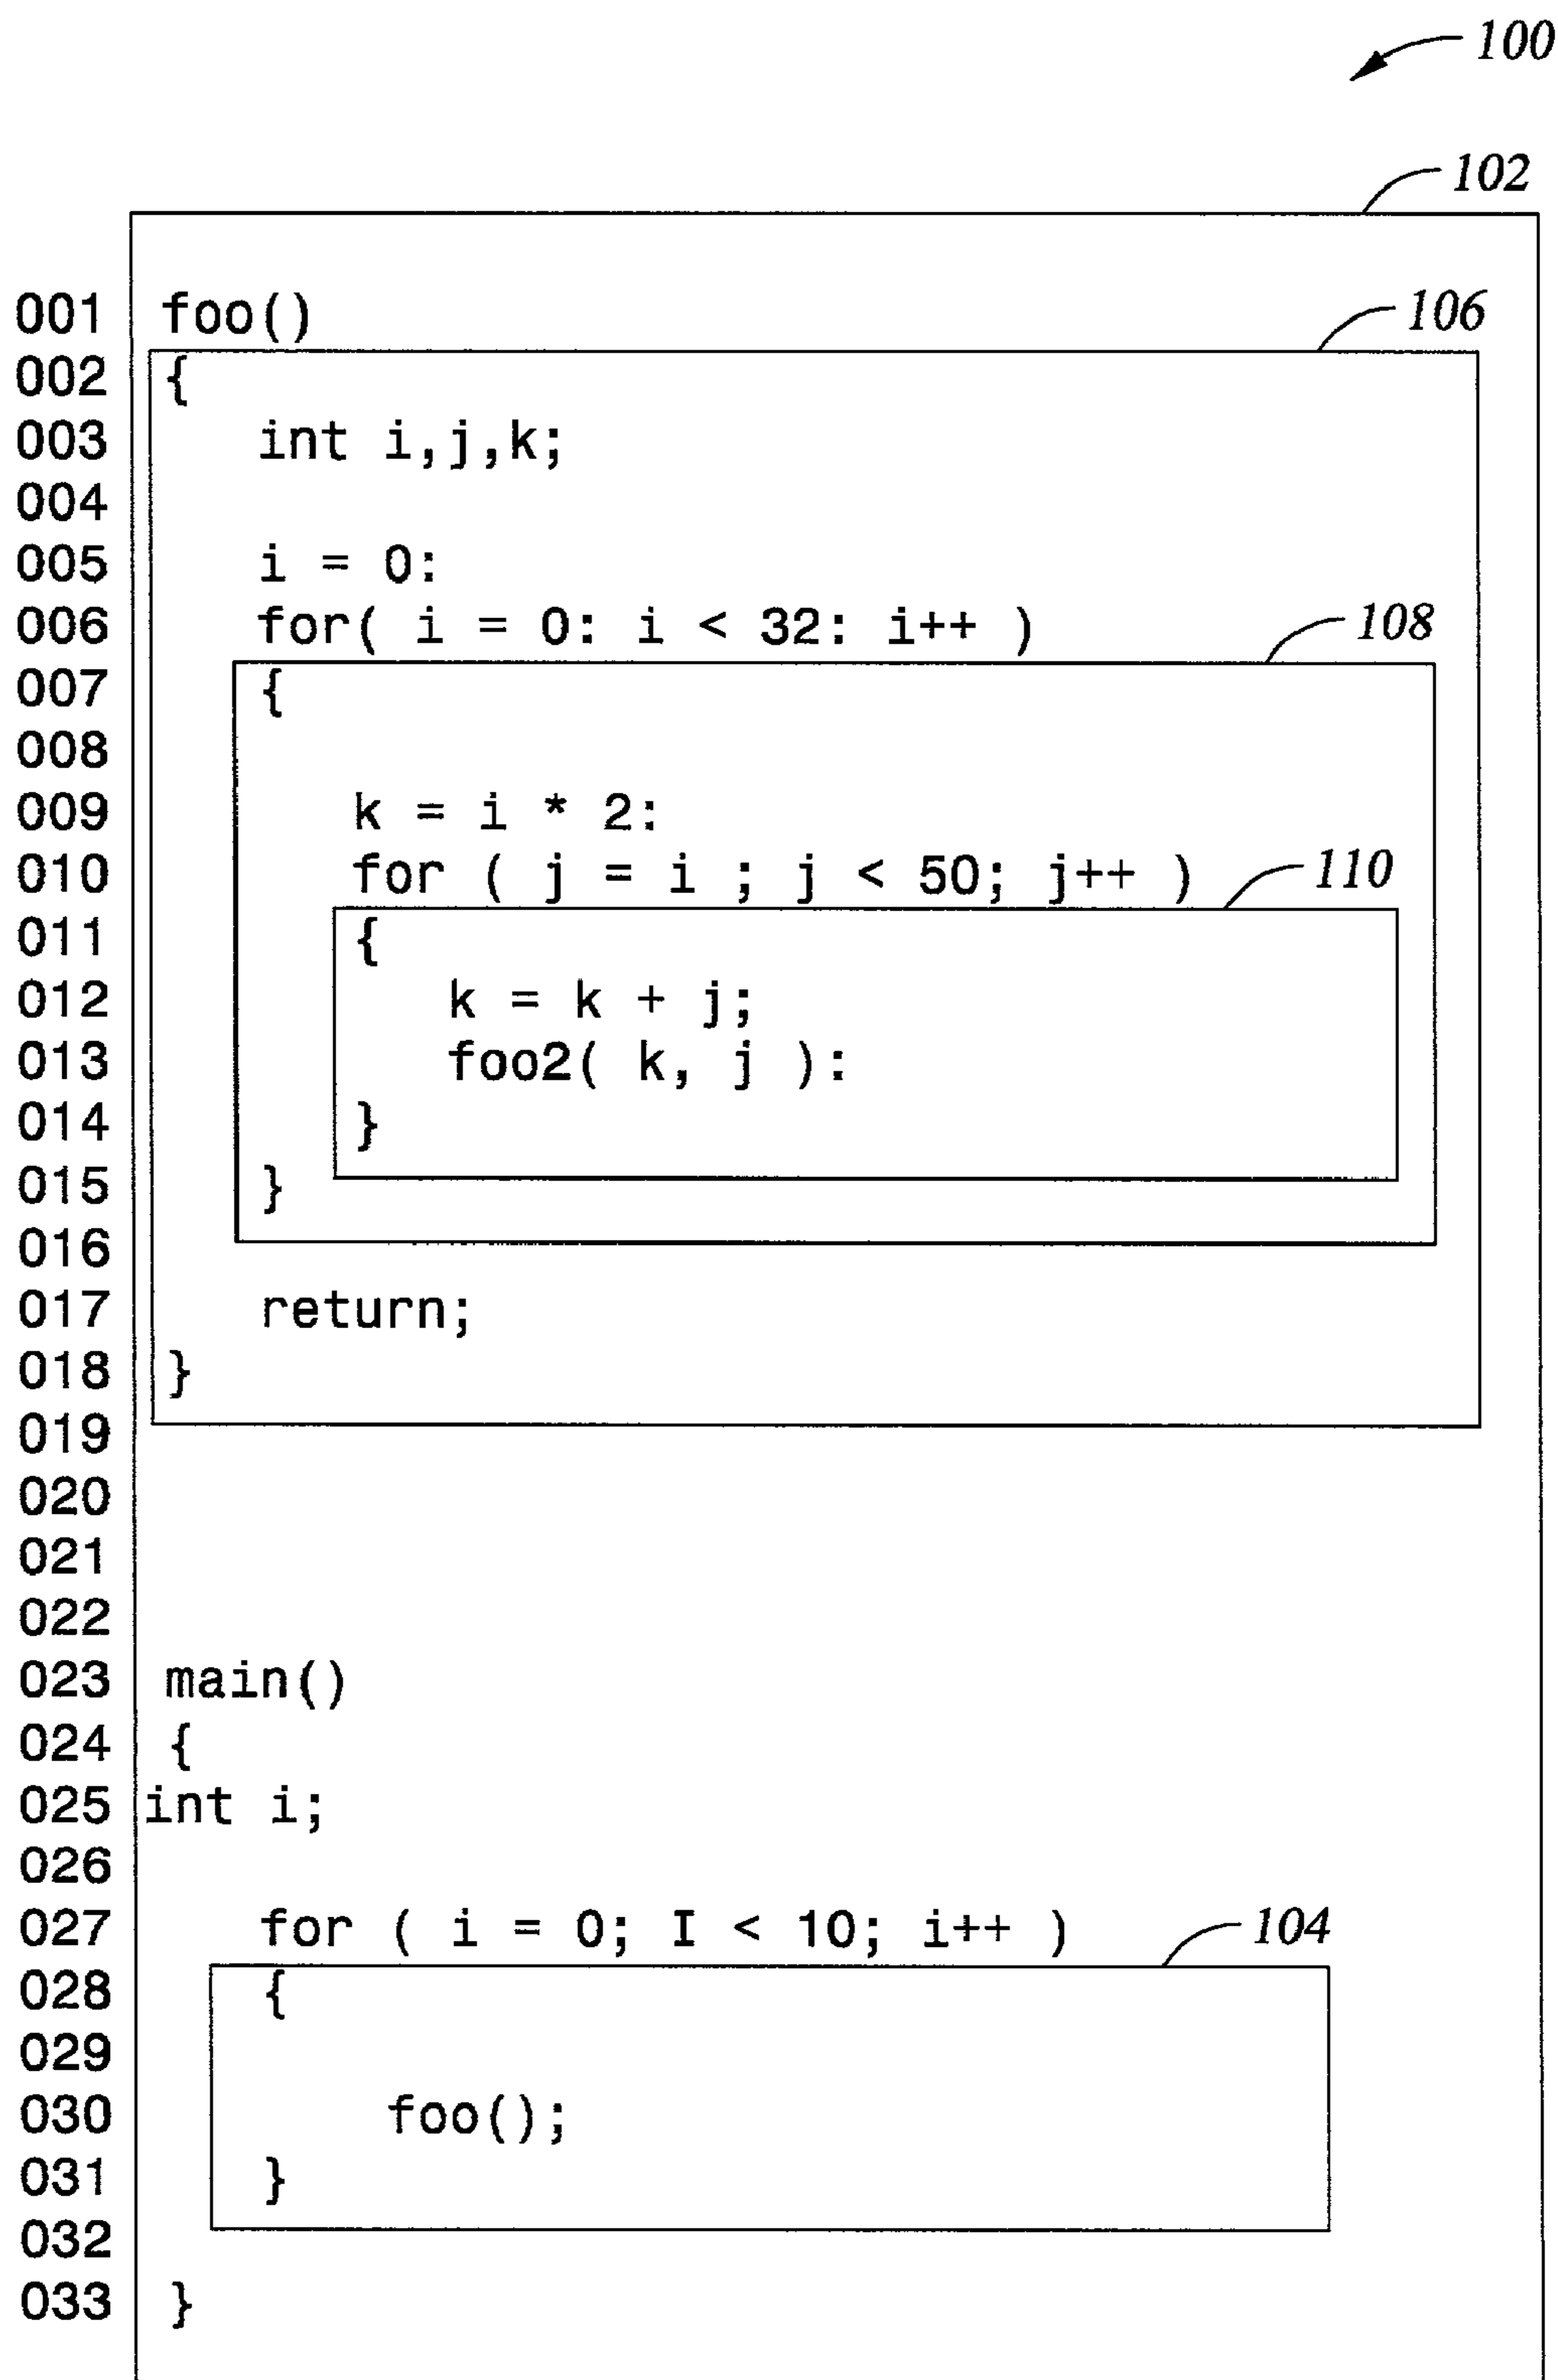 100
102
001 foo()
106
002 {
003 int i,j,k;
004
005 i = 0:
006 for( i = 0: i < 32: i++ )
108
007 {
008
009 k = i * 2:
010 for ( j = i ; j < 50; j++ )
110
011 {
012 k = k + j;
013 foo2( k, j ):
014 }
015 }
016
017 return;
018 }
019
020
021
022
023 main()
024 {
025 int i;
026
027 for ( i = 0; I < 10; i++ )
104
028 {
029
030 foo();
031 }
032
033 }